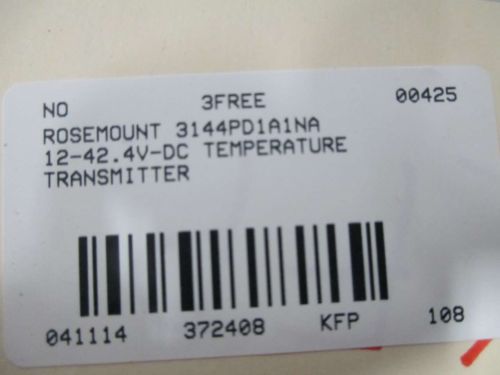 NO 3FREE 00425
ROSEMOUNT 3144PD1A1NA
12-42.4V-DC TEMPERATURE
TRANSMITTER
041114 372408 KFP 108